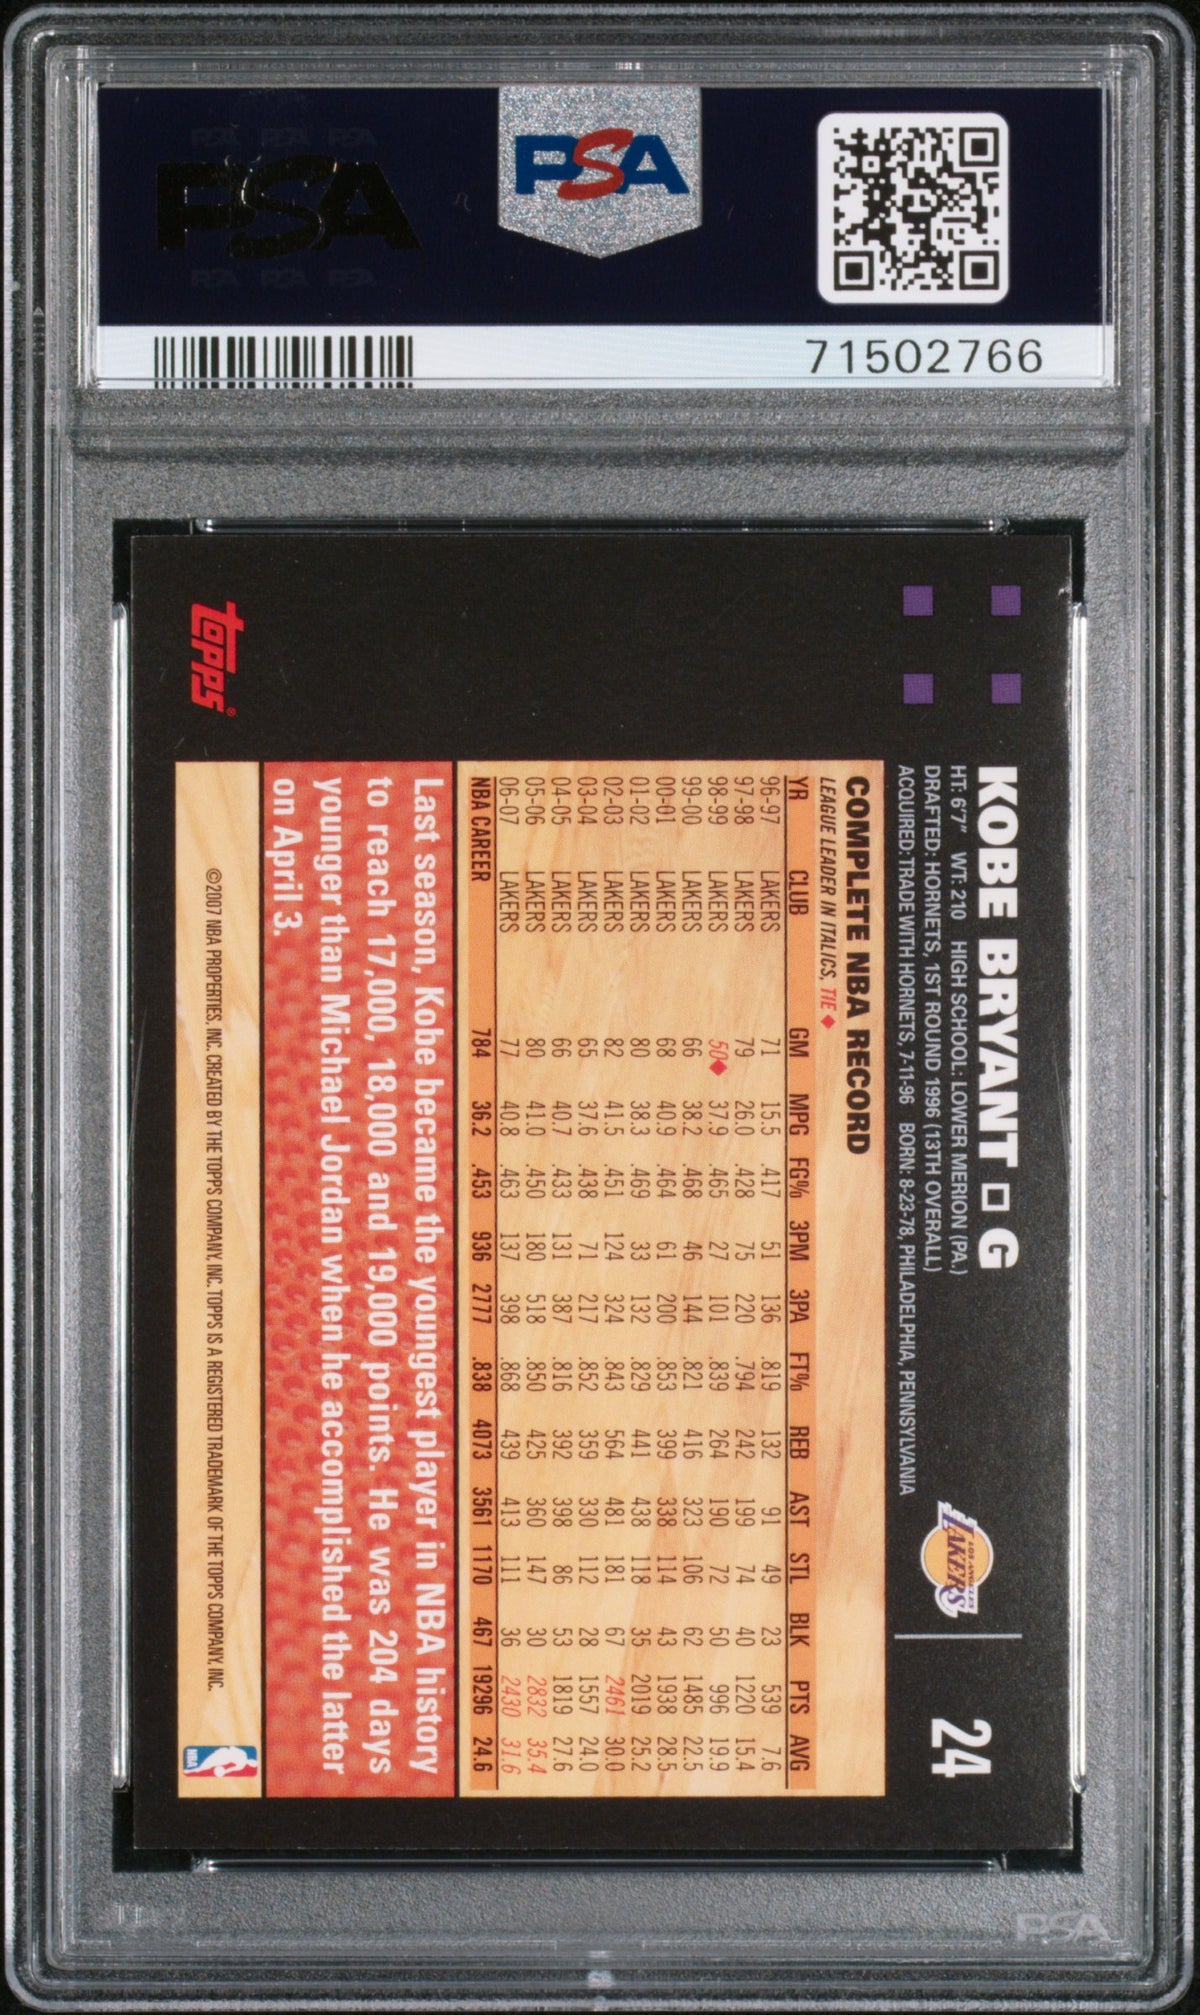 PSA PSA PSA
PSA
PSA PSA PSA
PSA
71502766
KOBE BRYANT G
HT: 6'7" WT: 210 HIGH SCHOOL: LOWER MERION (PA.)
DRAFTED: HORNETS, 1ST ROUND 1996 (13TH OVERALL)
ACQUIRED: TRADE WITH HORNETS, 7-11-96 BORN: 8-23-78, PHILADELPHIA, PENNSYLVANIA
LOS ANGELES
LAKERS
24
COMPLETE NBA RECORD
LEAGUE LEADER IN ITALICS, TIE ◆
YR CLUB GM MPG FG% 3PM 3PA FT% REB AST STL BLK PTS AVG
96-97 LAKERS 71 15.5 .417 51 136 .819 132 91 49 23 539 7.6
97-98 LAKERS 79 26.0 .428 75 220 .794 242 199 74 40 1220 15.4
98-99 LAKERS 50◆ 37.9 .465 27 101 .839 264 190 72 50 996 19.9
99-00 LAKERS 66 38.2 .468 46 144 .821 416 323 106 62 1485 22.5
00-01 LAKERS 68 40.9 .464 61 200 .853 399 338 114 43 1938 28.5
01-02 LAKERS 80 38.3 .469 33 132 .829 441 438 118 35 2019 25.2
02-03 LAKERS 82 41.5 .451 124 324 .843 564 481 181 67 2461 30.0
03-04 LAKERS 65 37.6 .438 71 217 .852 359 330 112 28 1557 24.0
04-05 LAKERS 66 40.7 .433 131 387 .816 392 398 86 53 1819 27.6
05-06 LAKERS 80 41.0 .450 180 518 .850 425 360 147 30 2832 35.4
06-07 LAKERS 77 40.8 .463 137 398 .868 439 413 111 36 2430 31.6
NBA CAREER 784 36.2 .453 936 2777 .838 4073 3561 1170 467 19296 24.6
Last season, Kobe became the youngest player in NBA history
to reach 17,000, 18,000 and 19,000 points. He was 204 days
younger than Michael Jordan when he accomplished the latter
on April 3.
topps®
©2007 NBA PROPERTIES, INC. CREATED BY THE TOPPS COMPANY, INC. TOPPS IS A REGISTERED TRADEMARK OF THE TOPPS COMPANY, INC.
NBA
PSA